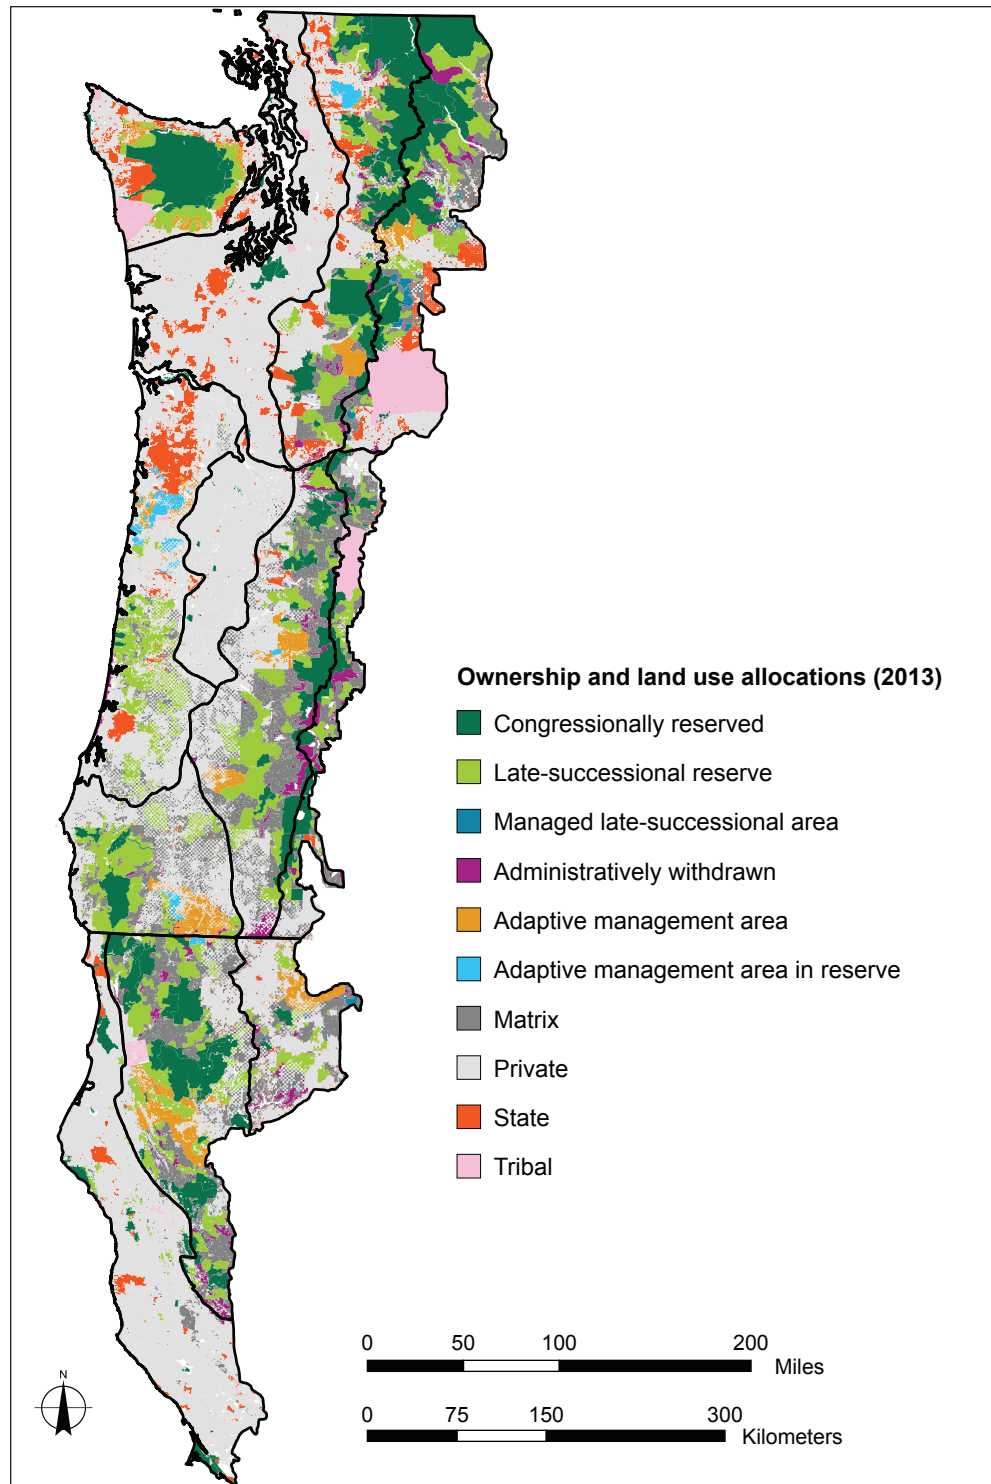 Ownership and land use allocations (2013)
Congressionally reserved
Late-successional reserve
Managed late-successional area
Administratively withdrawn
Adaptive management area
Adaptive management area in reserve
Matrix
Private
State
Tribal
0 50 100 200
Miles
0 75 150 300
Kilometers
N